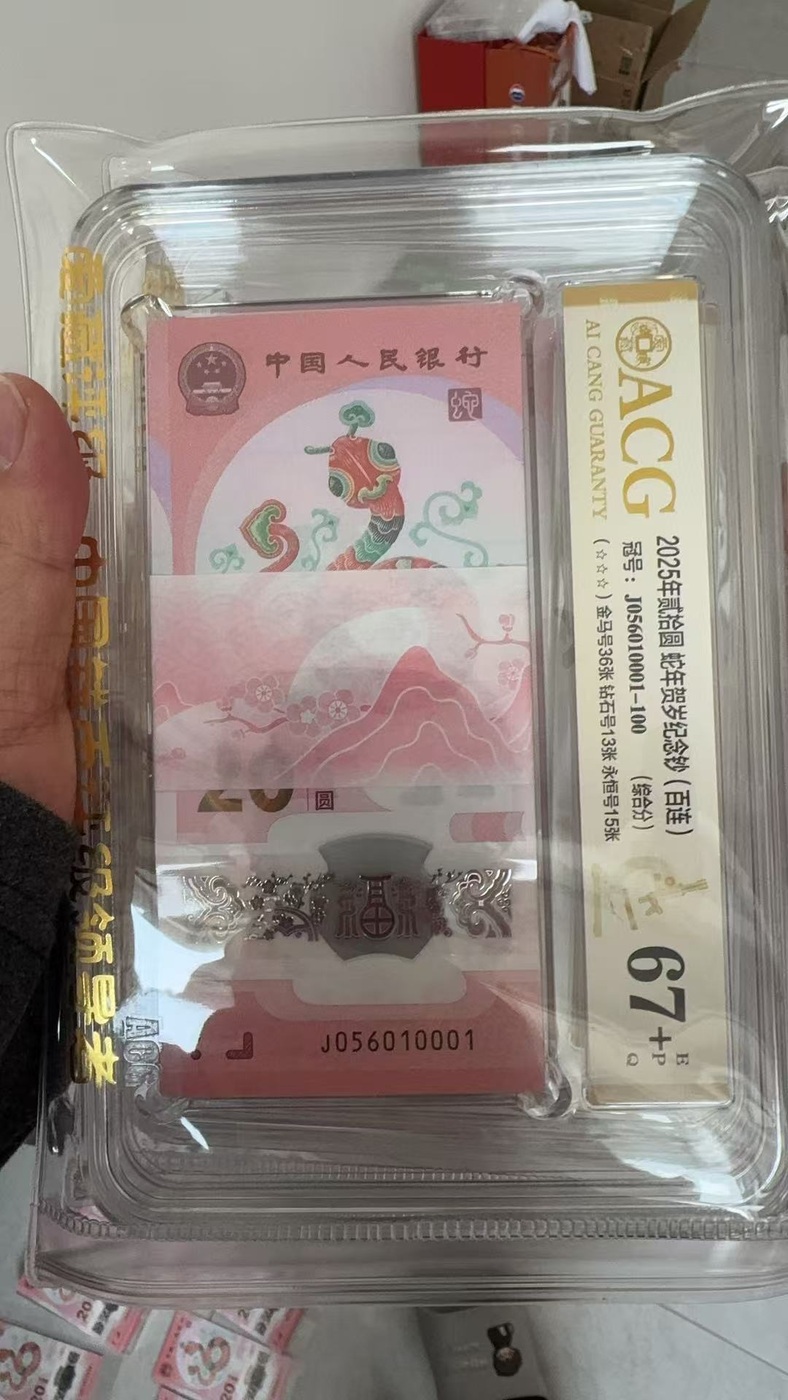 中国人民银行
蛇
20
圆
福
J056010001
ACG
AI CANG GUARANTY
2025年贰拾圆 蛇年贺岁纪念钞（百连）
冠号：J056010001-100 （综合分）
（☆☆☆）金马号36张 钻石号13张 永恒号15张
67+
E
P
Q
ACG